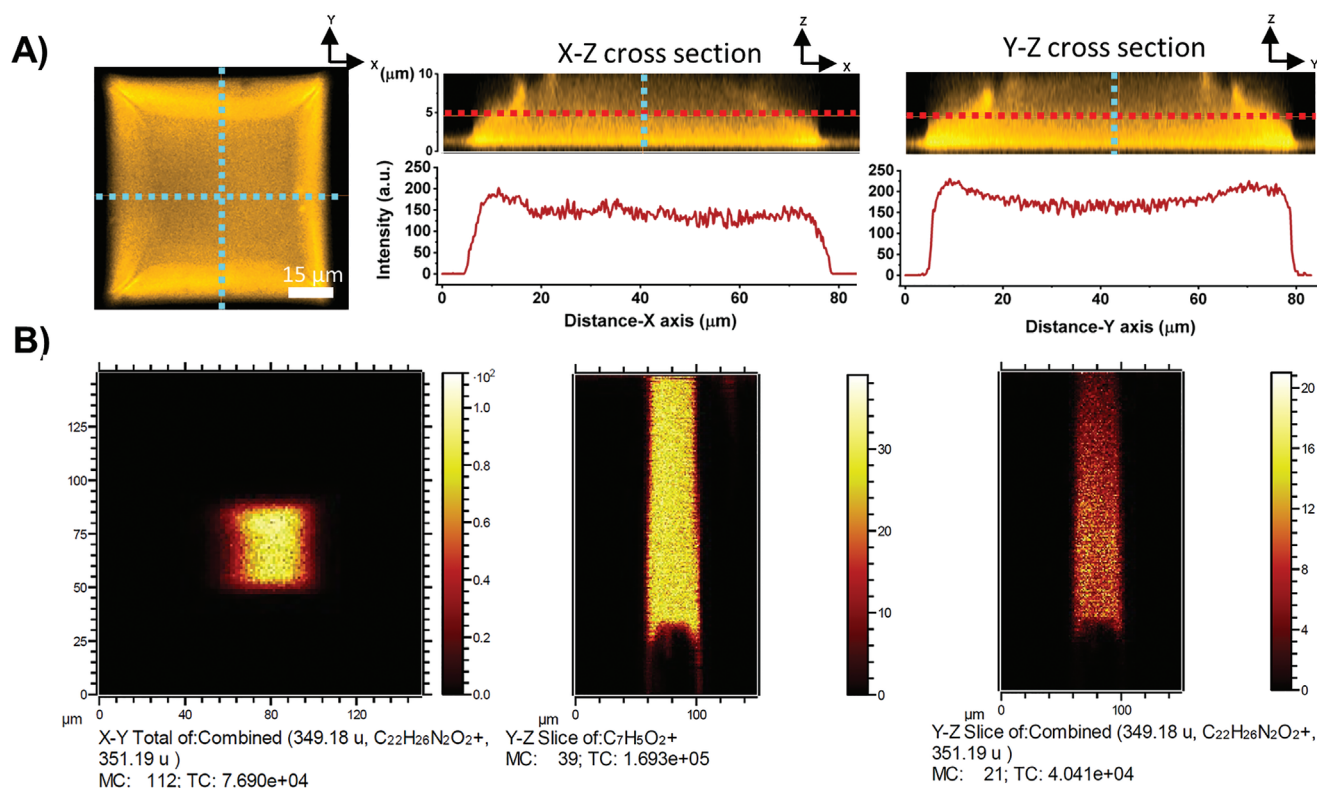 A)
Y
X
15 μm
X-Z cross section
Z
X
(μm)
10
5
0
Intensity (a.u.)
250
200
150
100
50
0
0 20 40 60 80
Distance-X axis (μm)
Y-Z cross section
Z
Y
250
200
150
100
50
0
0 20 40 60 80
Distance-Y axis (μm)
B)
125
100
75
50
25
0
μm
0 40 80 120
·10²
1.0
0.8
0.6
0.4
0.2
0.0
X-Y Total of:Combined (349.18 u, C₂₂H₂₆N₂O₂+,
351.19 u )
MC: 112; TC: 7.690e+04
μm
0 100
30
20
10
0
Y-Z Slice of:C₇H₅O₂+
MC: 39; TC: 1.693e+05
μm
0 100
20
16
12
8
4
0
Y-Z Slice of:Combined (349.18 u, C₂₂H₂₆N₂O₂+,
351.19 u )
MC: 21; TC: 4.041e+04